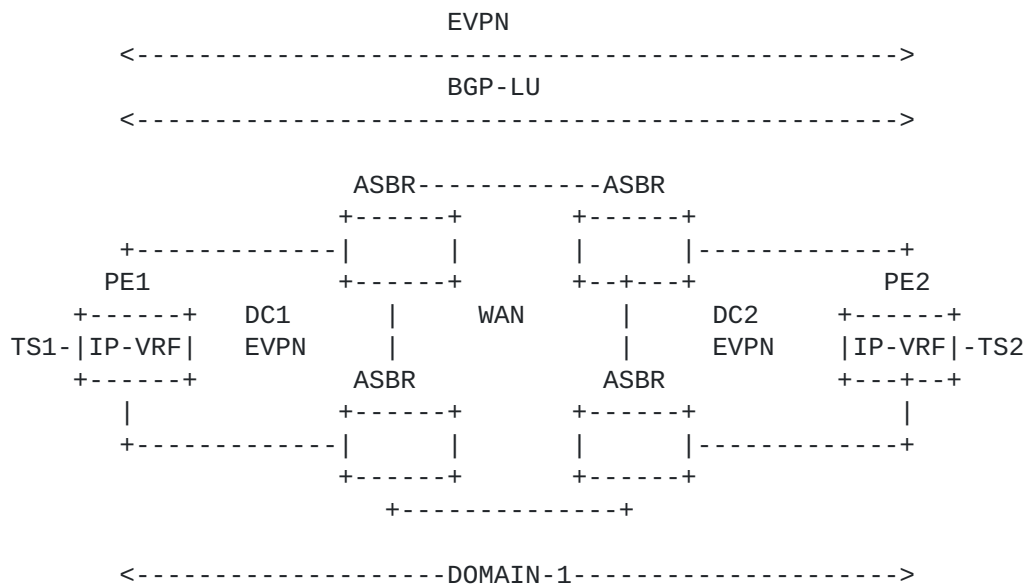 EVPN
<----------------------------------------------->
BGP-LU
<----------------------------------------------->
ASBR------------ASBR
+------+ +------+
+-------------| | | |-------------+
PE1 +------+ +--+---+ PE2
+------+ DC1 | WAN | DC2 +------+
TS1-|IP-VRF| EVPN | | EVPN |IP-VRF|-TS2
+------+ ASBR ASBR +---+--+
| +------+ +------+ |
+-------------| | | |-------------+
+------+ +------+
+--------------+
<--------------------DOMAIN-1-------------------->